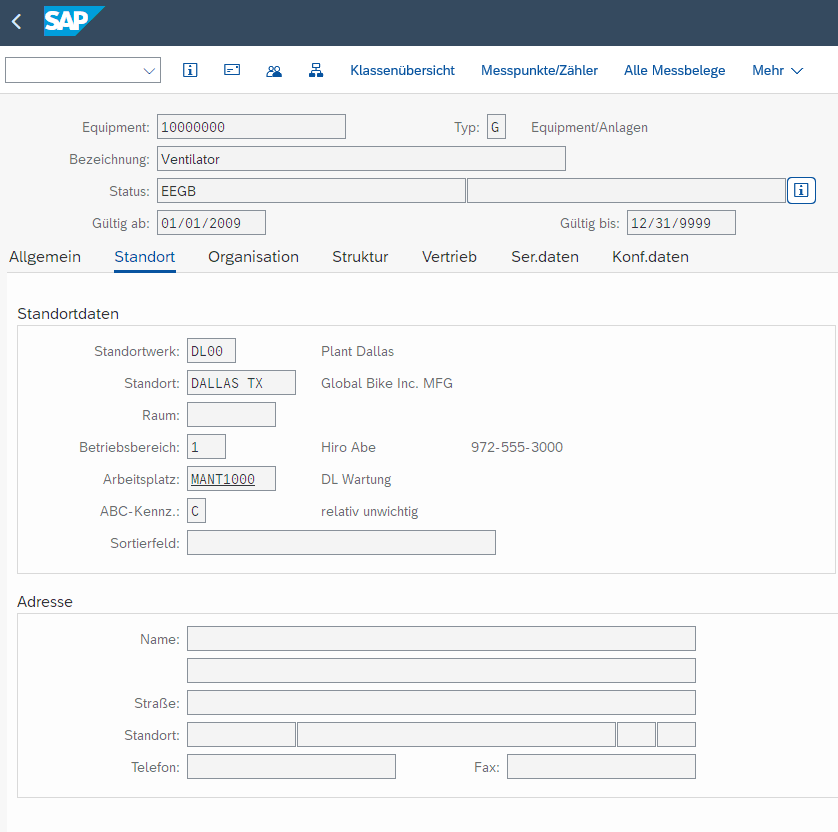 SAP
Klassenübersicht Messpunkte/Zähler Alle Messbelege Mehr
Equipment: 10000000 Typ: G Equipment/Anlagen
Bezeichnung: Ventilator
Status: EEGB
Gültig ab: 01/01/2009 Gültig bis: 12/31/9999
Allgemein Standort Organisation Struktur Vertrieb Ser.daten Konf.daten
Standortdaten
Standortwerk: DL00 Plant Dallas
Standort: DALLAS TX Global Bike Inc. MFG
Raum:
Betriebsbereich: 1 Hiro Abe 972-555-3000
Arbeitsplatz: MANT1000 DL Wartung
ABC-Kennz.: C relativ unwichtig
Sortierfeld:
Adresse
Name:
Straße:
Standort:
Telefon: Fax: